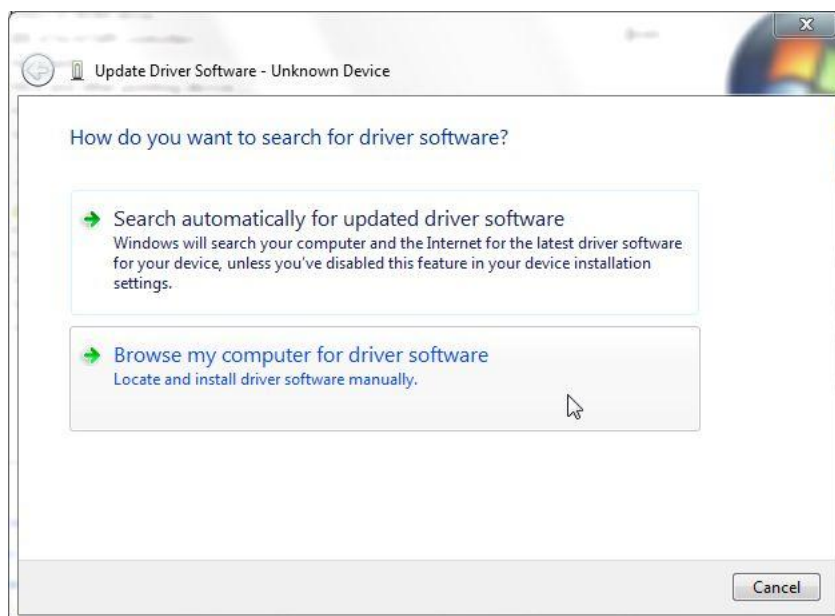 Update Driver Software - Unknown Device
How do you want to search for driver software?
Search automatically for updated driver software
Windows will search your computer and the Internet for the latest driver software
for your device, unless you've disabled this feature in your device installation
settings.
Browse my computer for driver software
Locate and install driver software manually.
Cancel